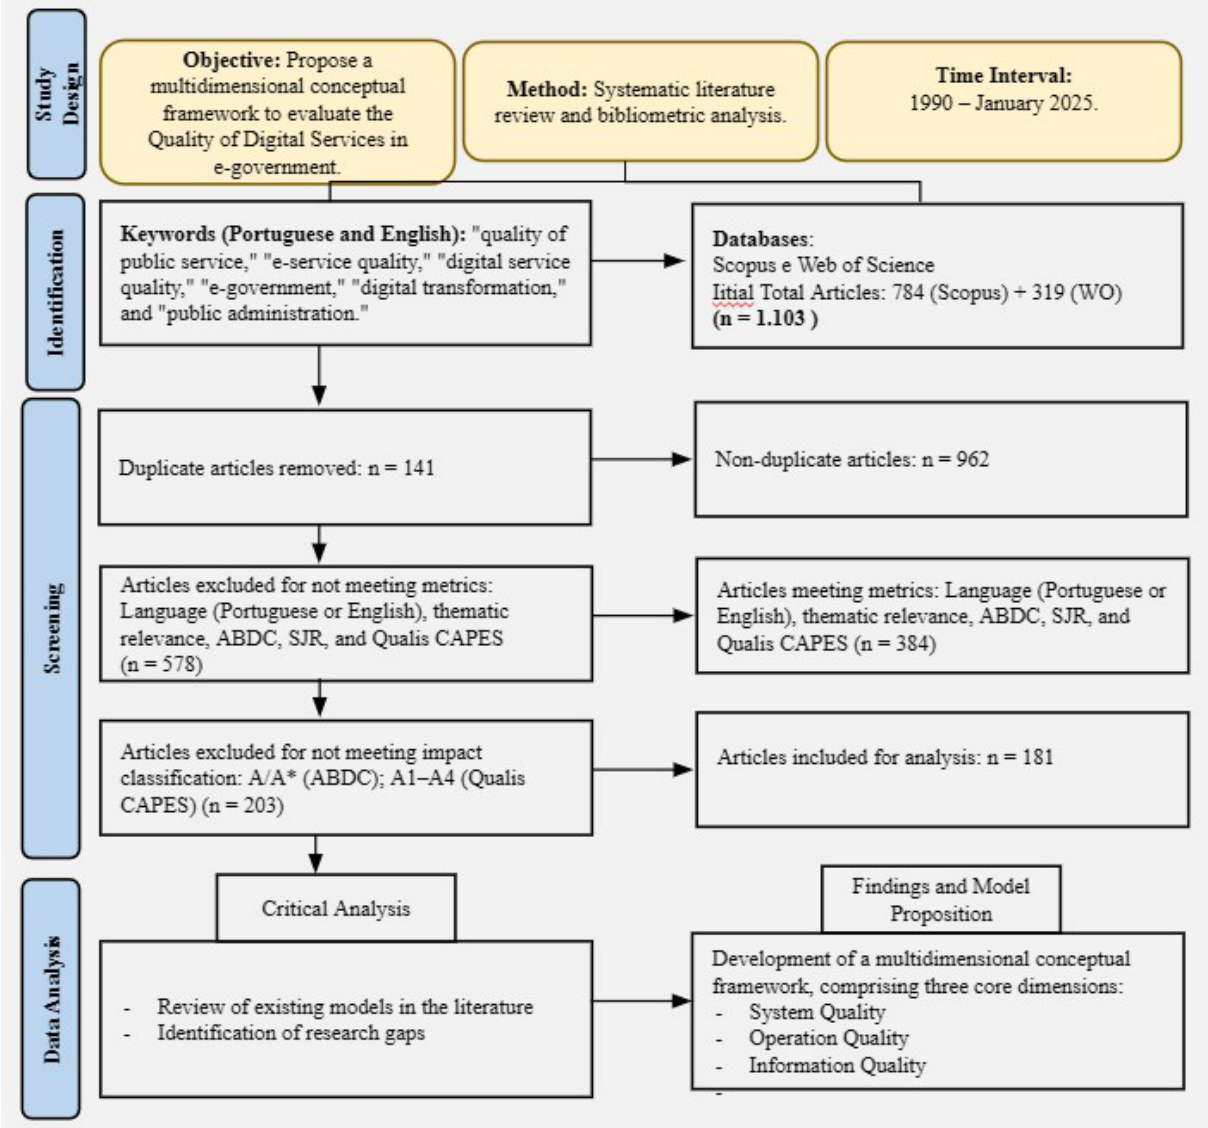 Study
Design
Objective: Propose a
multidimensional conceptual
framework to evaluate the
Quality of Digital Services in
e-government.
Method: Systematic literature
review and bibliometric analysis.
Time Interval:
1990 – January 2025.
Identification
Keywords (Portuguese and English): "quality of
public service," "e-service quality," "digital service
quality," "e-government," "digital transformation,"
and "public administration."
Databases:
Scopus e Web of Science
Iitial Total Articles: 784 (Scopus) + 319 (WO)
(n = 1.103 )
Screening
Duplicate articles removed: n = 141
Non-duplicate articles: n = 962
Articles excluded for not meeting metrics:
Language (Portuguese or English), thematic
relevance, ABDC, SJR, and Qualis CAPES
(n = 578)
Articles meeting metrics: Language (Portuguese or
English), thematic relevance, ABDC, SJR, and
Qualis CAPES (n = 384)
Articles excluded for not meeting impact
classification: A/A* (ABDC); A1–A4 (Qualis
CAPES) (n = 203)
Articles included for analysis: n = 181
Data Analysis
Critical Analysis
- Review of existing models in the literature
- Identification of research gaps
Findings and Model
Proposition
Development of a multidimensional conceptual
framework, comprising three core dimensions:
- System Quality
- Operation Quality
- Information Quality
-